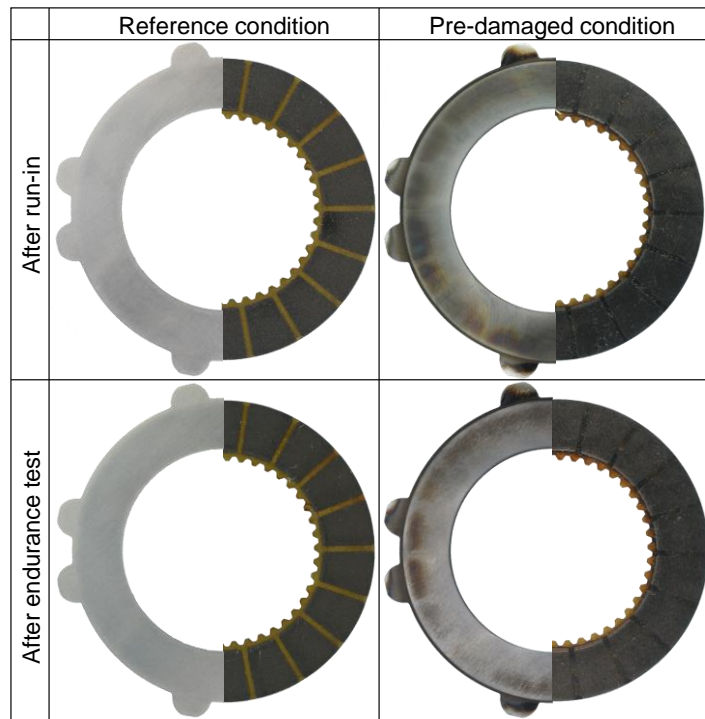 Reference condition
Pre-damaged condition
After run-in
After endurance test